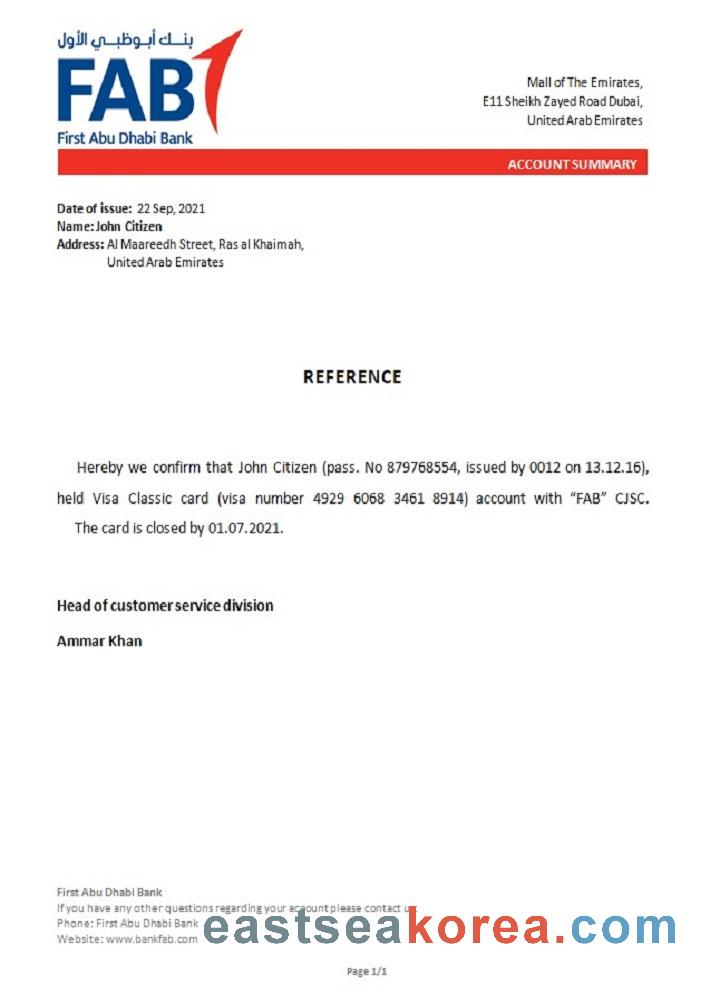 بنك أبوظبي الأول
FAB
First Abu Dhabi Bank
Mall of The Emirates,
E11 Sheikh Zayed Road Dubai,
United Arab Emirates
ACCOUNT SUMMARY
Date of issue: 22 Sep, 2021
Name: John Citizen
Address: Al Maareedh Street, Ras al Khaimah,
United Arab Emirates
REFERENCE
Hereby we confirm that John Citizen (pass. No 879768554, issued by 0012 on 13.12.16),
held Visa Classic card (visa number 4929 6068 3461 8914) account with “FAB” CJSC.
The card is closed by 01.07.2021.
Head of customer service division
Ammar Khan
First Abu Dhabi Bank
If you have any other questions regarding your account please contact us:
Phone: First Abu Dhabi Bank
Website: www.bankfab.com
eastseakorea.com
Page 1/1